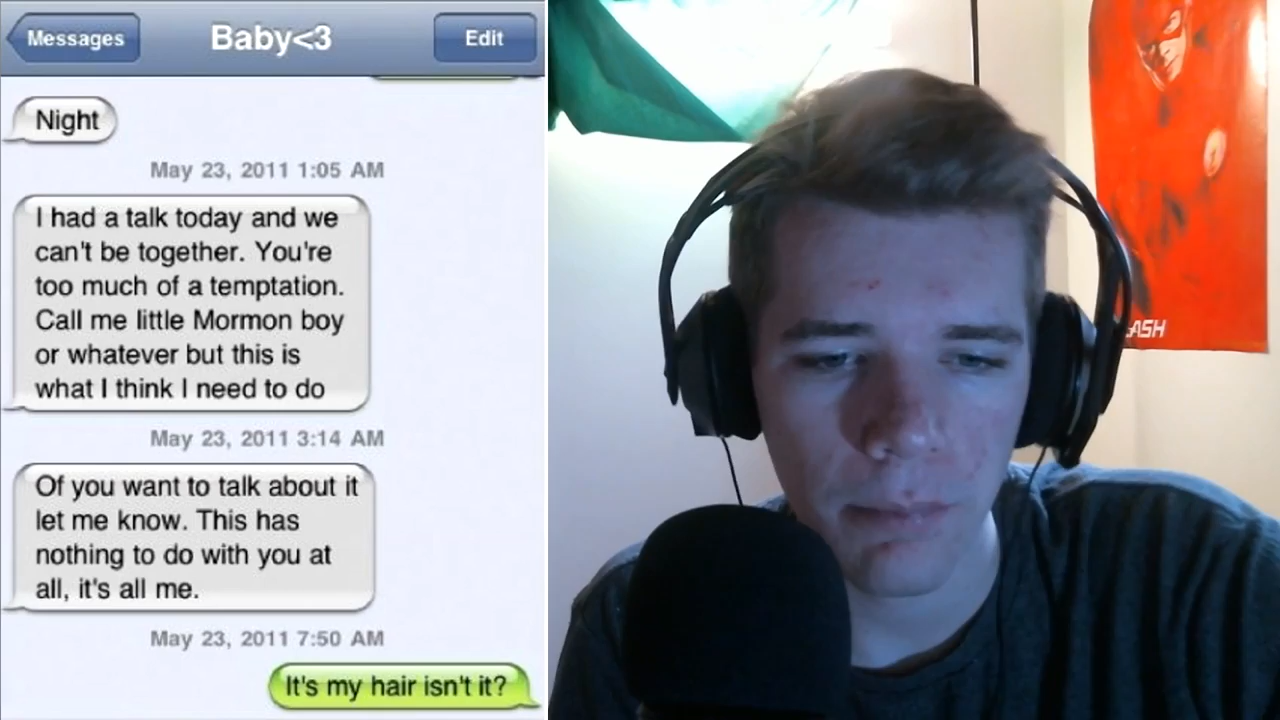 Messages
Baby<3
Edit
Night
May 23, 2011 1:05 AM
I had a talk today and we
can't be together. You're
too much of a temptation.
Call me little Mormon boy
or whatever but this is
what I think I need to do
May 23, 2011 3:14 AM
Of you want to talk about it
let me know. This has
nothing to do with you at
all, it's all me.
May 23, 2011 7:50 AM
It's my hair isn't it?